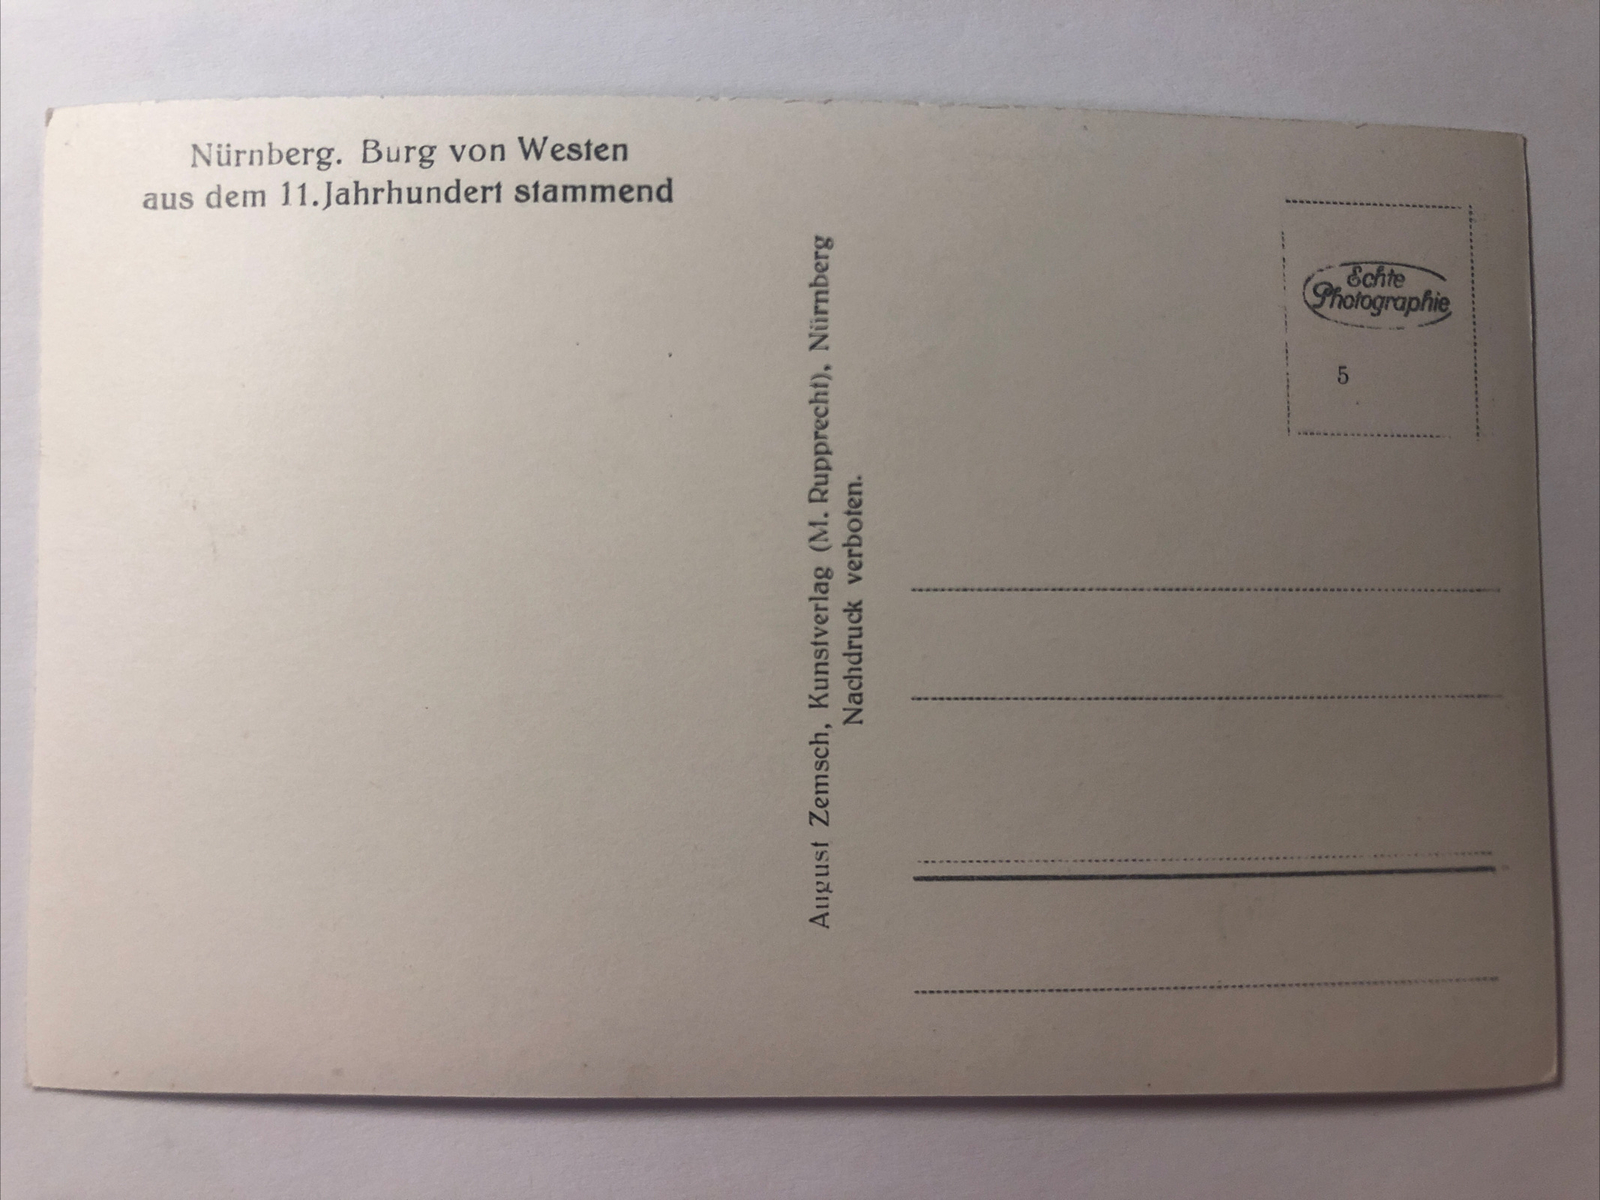 Nürnberg. Burg von Westen
aus dem 11. Jahrhundert stammend
August Zemsch, Kunstverlag (M. Rupprecht), Nürnberg
Nachdruck verboten.
Echte
Photographie
5